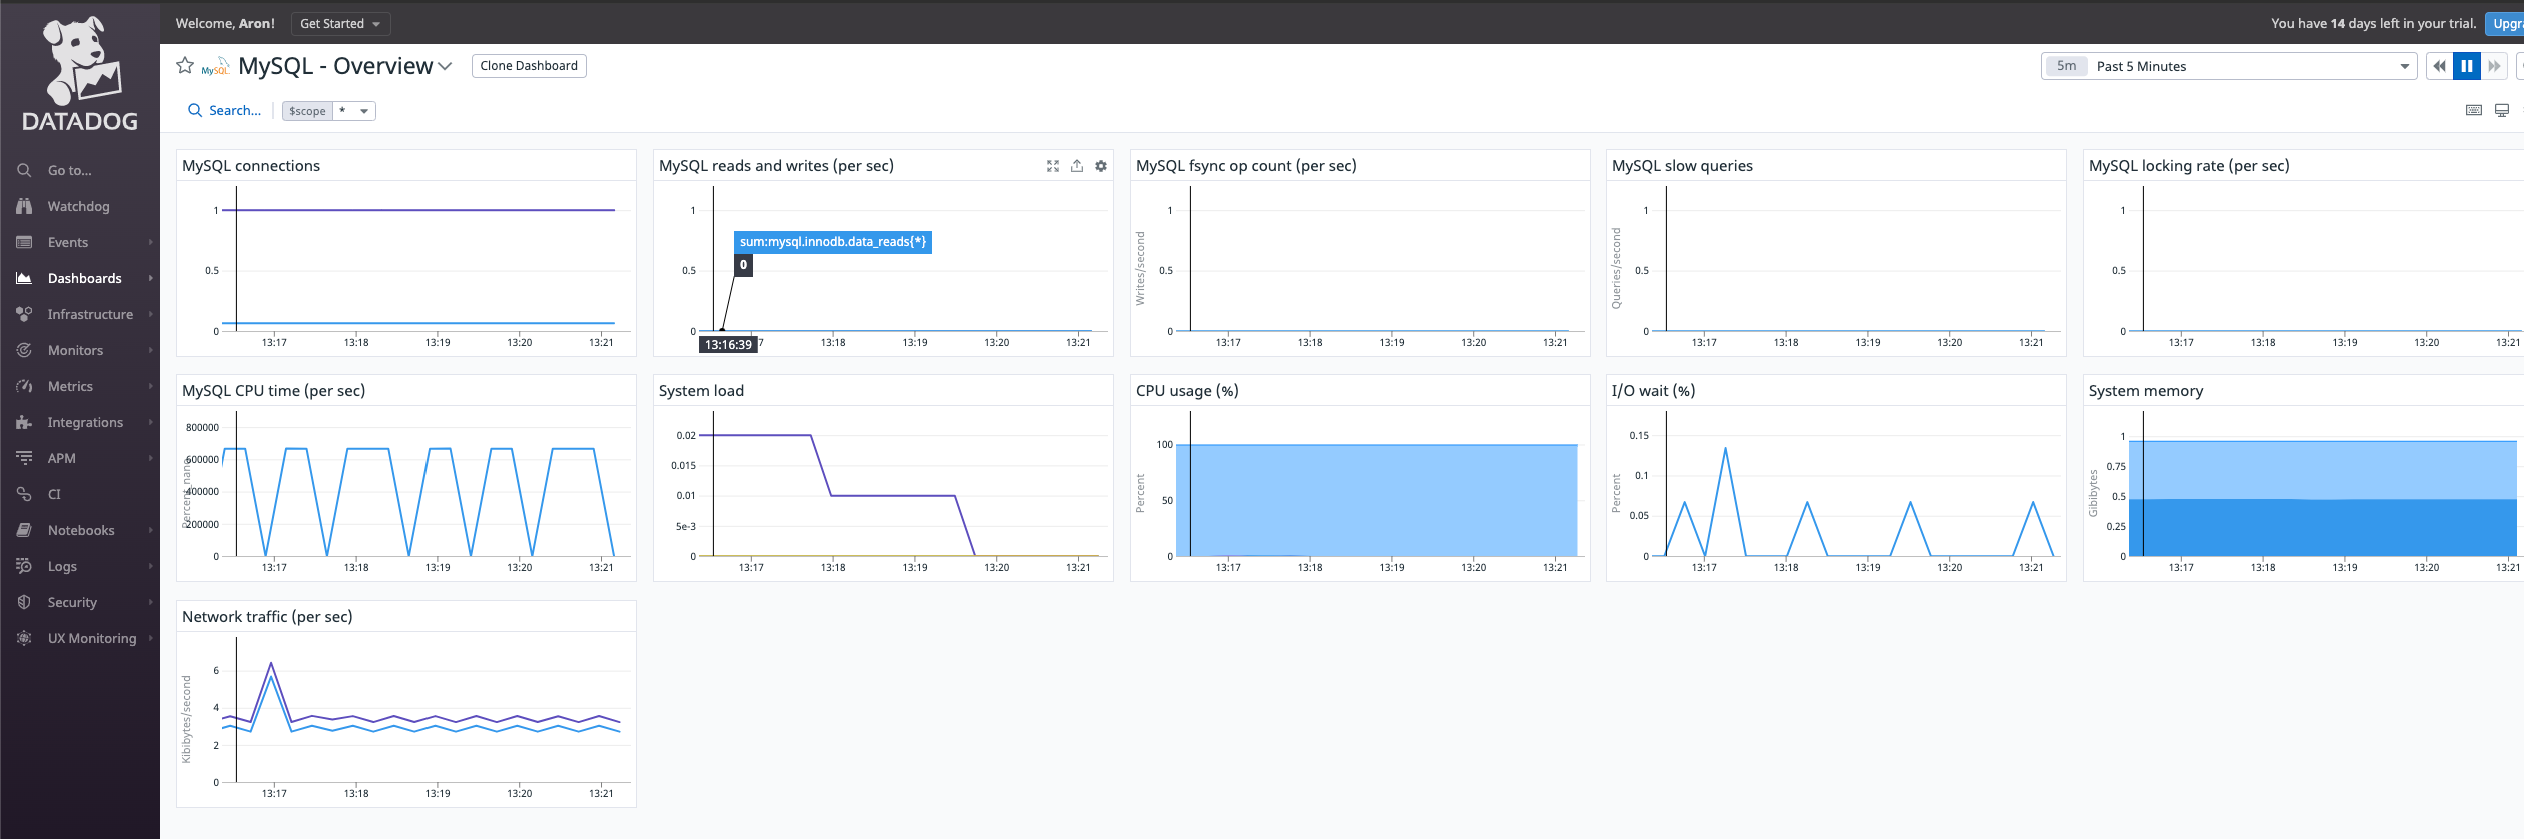 Welcome, Aron!
Get Started
You have 14 days left in your trial.
Upgr
DATADOG
Go to...
Watchdog
Events
Dashboards
Infrastructure
Monitors
Metrics
Integrations
APM
CI
Notebooks
Logs
Security
UX Monitoring
MySQL
MySQL - Overview
Clone Dashboard
5m Past 5 Minutes
Search...
$scope *
MySQL connections
1
0.5
0
13:17 13:18 13:19 13:20 13:21
MySQL reads and writes (per sec)
1
sum:mysql.innodb.data_reads{*}
0
0.5
0
13:16:39
7 13:18 13:19 13:20 13:21
MySQL fsync op count (per sec)
Writes/second
1
0.5
0
13:17 13:18 13:19 13:20 13:21
MySQL slow queries
Queries/second
1
0.5
0
13:17 13:18 13:19 13:20 13:21
MySQL locking rate (per sec)
1
0.5
0
13:17 13:18 13:19 13:20 13:21
MySQL CPU time (per sec)
Percent_nano
800000
600000
400000
200000
0
13:17 13:18 13:19 13:20 13:21
System load
0.02
0.015
0.01
5e-3
0
13:17 13:18 13:19 13:20 13:21
CPU usage (%)
Percent
100
50
0
13:17 13:18 13:19 13:20 13:21
I/O wait (%)
Percent
0.15
0.1
0.05
0
13:17 13:18 13:19 13:20 13:21
System memory
Gibibytes
1
0.75
0.5
0.25
0
13:17 13:18 13:19 13:20 13:21
Network traffic (per sec)
Kibibytes/second
6
4
2
0
13:17 13:18 13:19 13:20 13:21